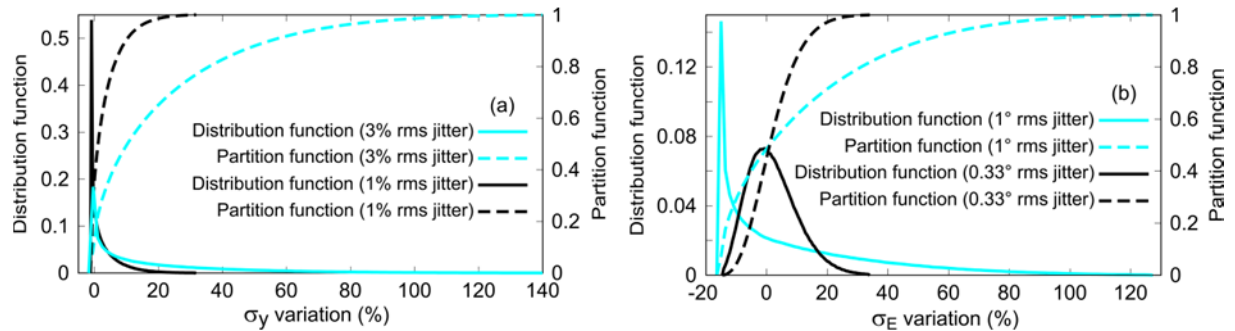 Distribution function
0.5
0.4
0.3
0.2
0.1
0
0 20 40 60 80 100 120 140
σy variation (%)
1
0.8
0.6
0.4
0.2
0
Partition function
(a)
Distribution function (3% rms jitter)
Partition function (3% rms jitter)
Distribution function (1% rms jitter)
Partition function (1% rms jitter)
Distribution function
0.12
0.08
0.04
0
-20 0 20 40 60 80 100 120
σE variation (%)
1
0.8
0.6
0.4
0.2
0
Partition function
(b)
Distribution function (1° rms jitter)
Partition function (1° rms jitter)
Distribution function (0.33° rms jitter)
Partition function (0.33° rms jitter)